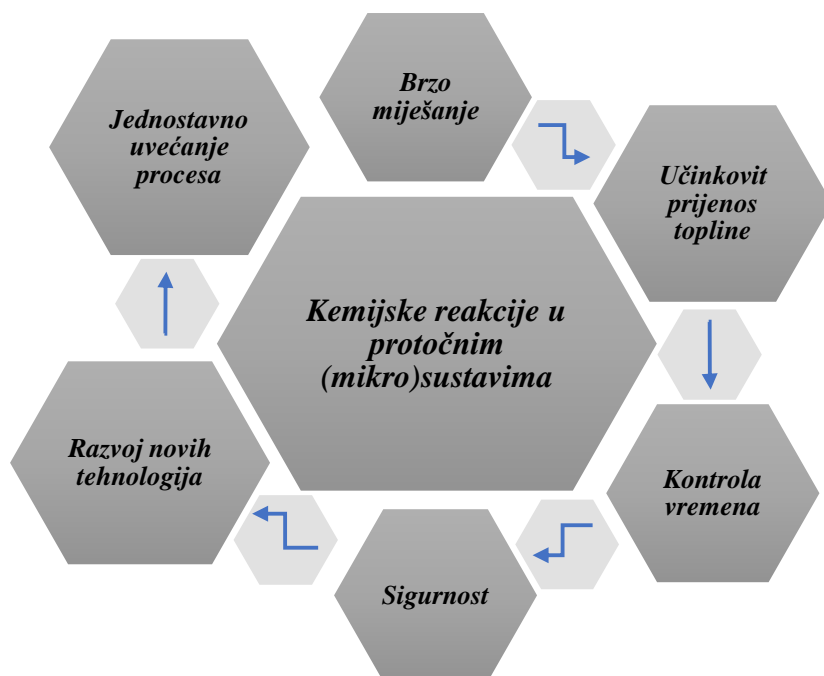 Brzo
miješanje
Jednostavno
uvećanje
procesa
Učinkovit
prijenos
topline
Kemijske reakcije u
protočnim
(mikro)sustavima
Razvoj novih
tehnologija
Kontrola
vremena
Sigurnost